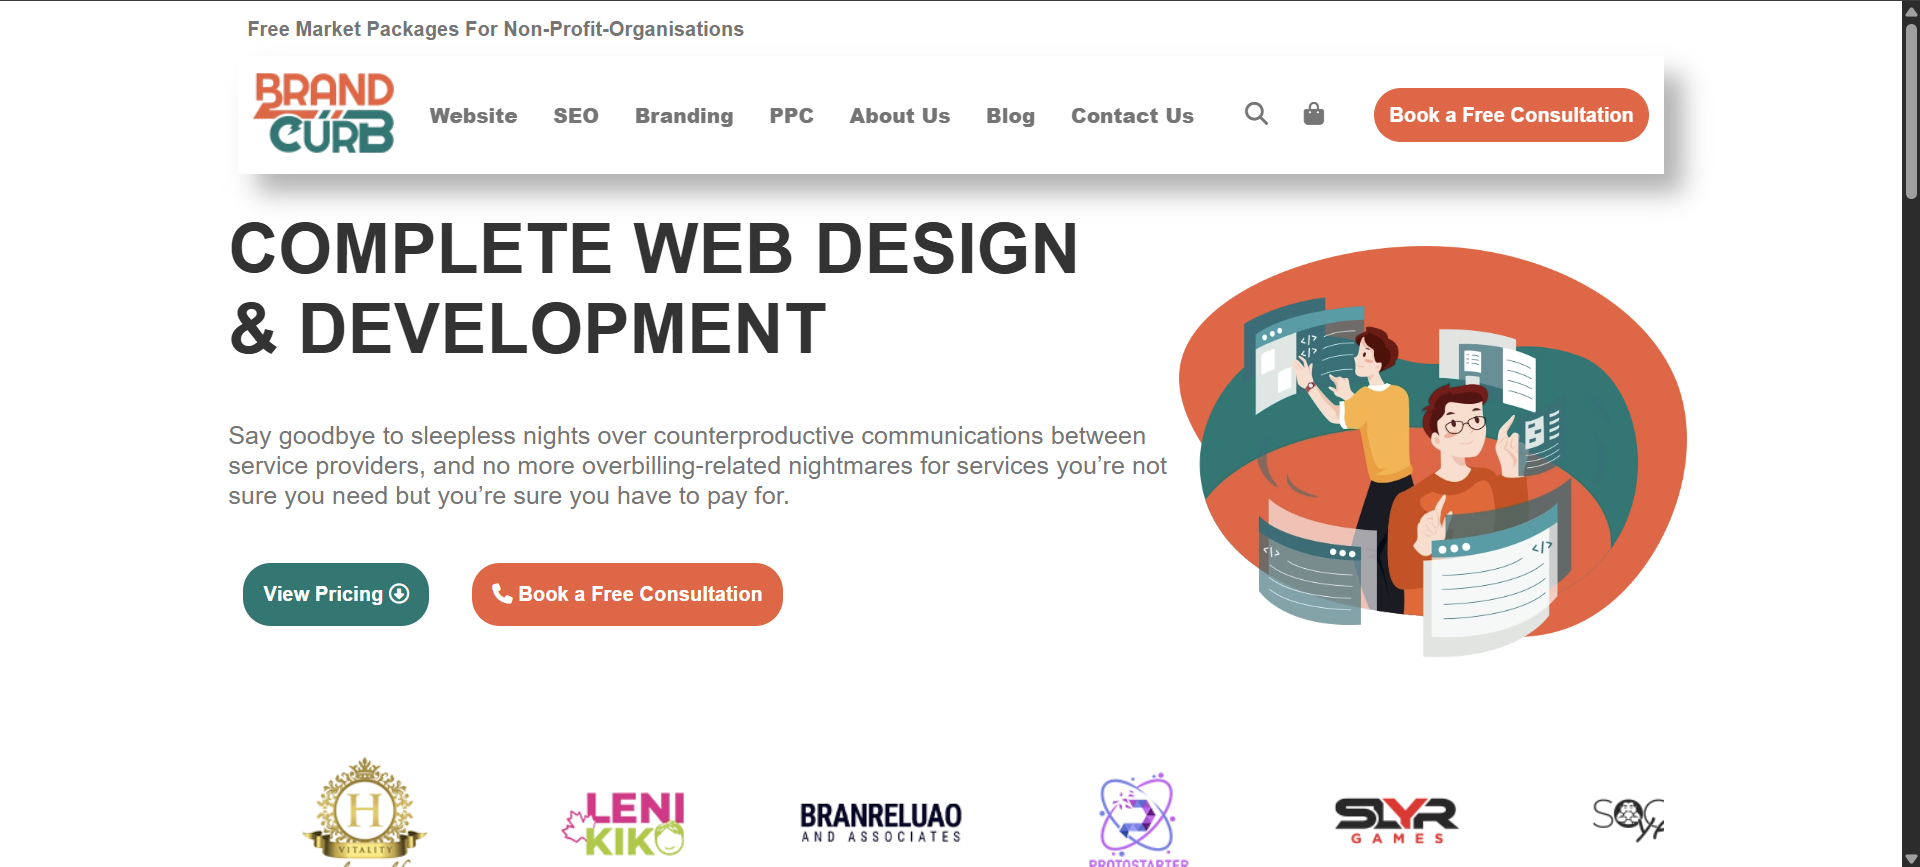 Free Market Packages For Non-Profit-Organisations
BRAND
CURB
Website SEO Branding PPC About Us Blog Contact Us Book a Free Consultation
COMPLETE WEB DESIGN
& DEVELOPMENT
Say goodbye to sleepless nights over counterproductive communications between
service providers, and no more overbilling-related nightmares for services you’re not
sure you need but you’re sure you have to pay for.
View Pricing Book a Free Consultation
H
VITALITY
LENI
KIKO
BRANRELUAO
AND ASSOCIATES
PROTOSTARTER
SLYR
GAMES